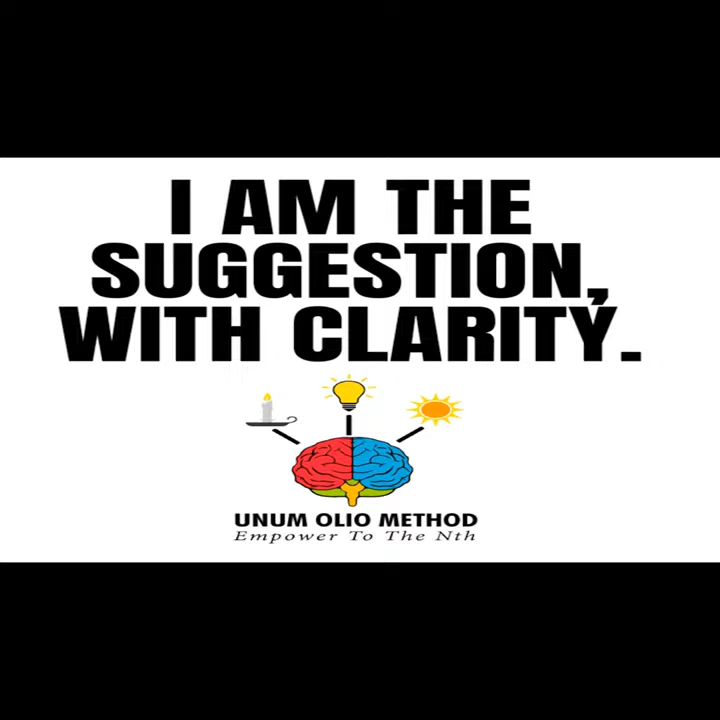 I AM THE
SUGGESTION,
WITH CLARITY.
UNUM OLIO METHOD
Empower To The Nth